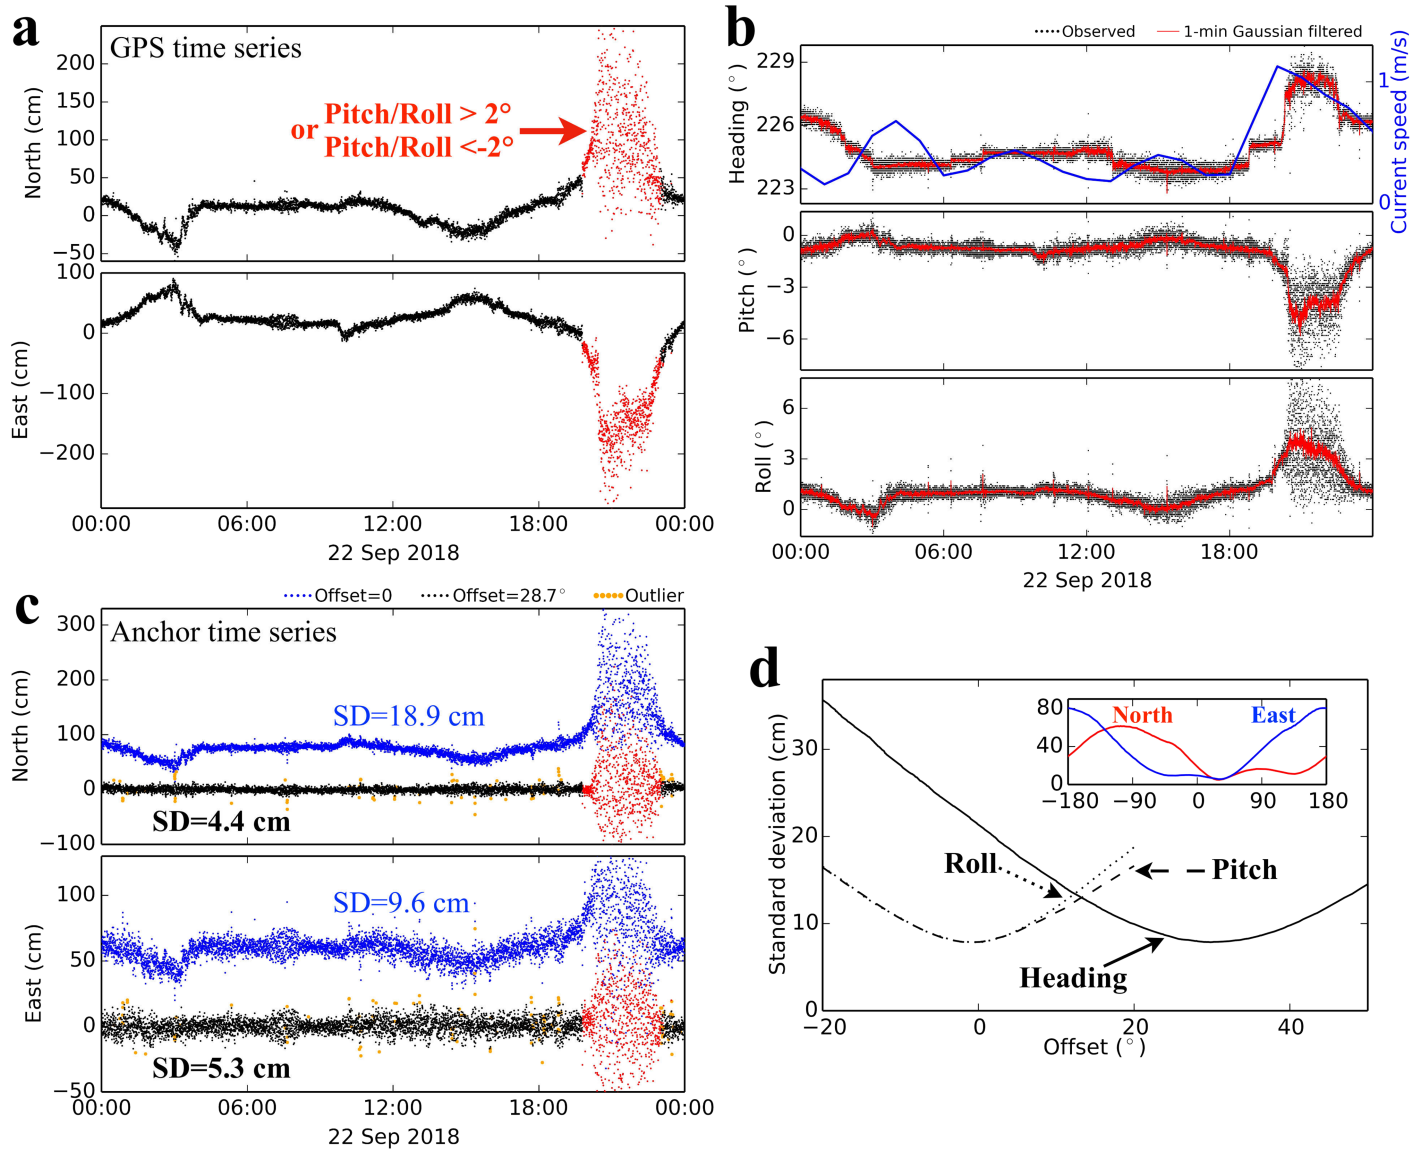 a
GPS time series
North (cm)
200
150
100
50
0
−50
or Pitch/Roll > 2°
Pitch/Roll <-2°
East (cm)
100
0
−100
−200
00:00 06:00 12:00 18:00 00:00
22 Sep 2018
b
Observed 1-min Gaussian filtered
Heading (°)
229
226
223
Current speed (m/s)
1
0
Pitch (°)
0
−3
−6
Roll (°)
6
3
0
00:00 06:00 12:00 18:00
22 Sep 2018
c
Offset=0 Offset=28.7° Outlier
Anchor time series
North (cm)
300
200
100
0
−100
SD=18.9 cm
SD=4.4 cm
East (cm)
100
50
0
−50
SD=9.6 cm
SD=5.3 cm
00:00 06:00 12:00 18:00 00:00
22 Sep 2018
d
Standard deviation (cm)
30
20
10
0
80
40
0
North East
−180 −90 0 90 180
Roll
Pitch
Heading
−20 0 20 40
Offset (°)